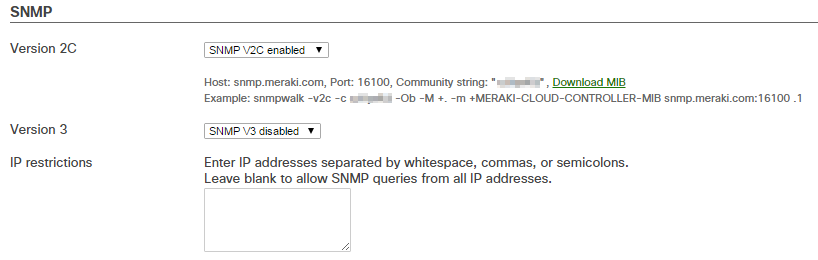 SNMP
Version 2C
SNMP V2C enabled
Host: snmp.meraki.com, Port: 16100, Community string: " ", Download MIB
Example: snmpwalk -v2c -c -Ob -M +. -m +MERAKI-CLOUD-CONTROLLER-MIB snmp.meraki.com:16100 .1
Version 3
SNMP V3 disabled
IP restrictions
Enter IP addresses separated by whitespace, commas, or semicolons.
Leave blank to allow SNMP queries from all IP addresses.